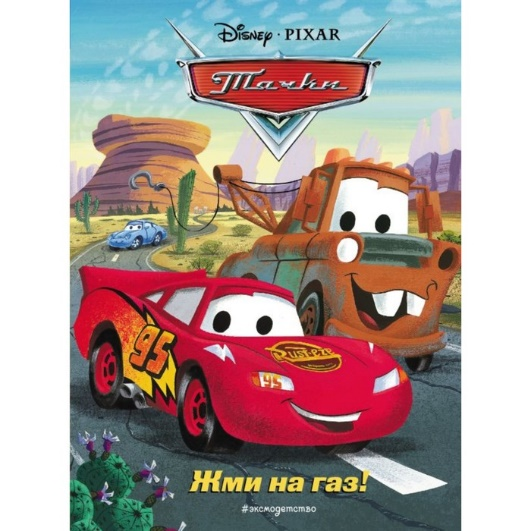 Disney · PIXAR
Тачки
95
RUST-EZE
95
Жми на газ!
#эксмодетство